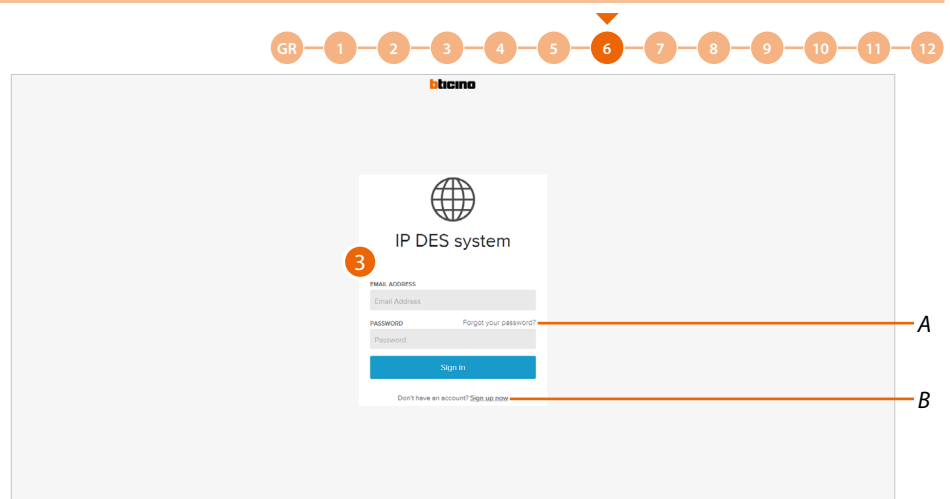 GR 1 2 3 4 5 6 7 8 9 10 11 12
bticino
IP DES system
3
EMAIL ADDRESS
Email Address
PASSWORD Forgot your password?
A
Password
Sign in
Don't have an account? Sign up now
B